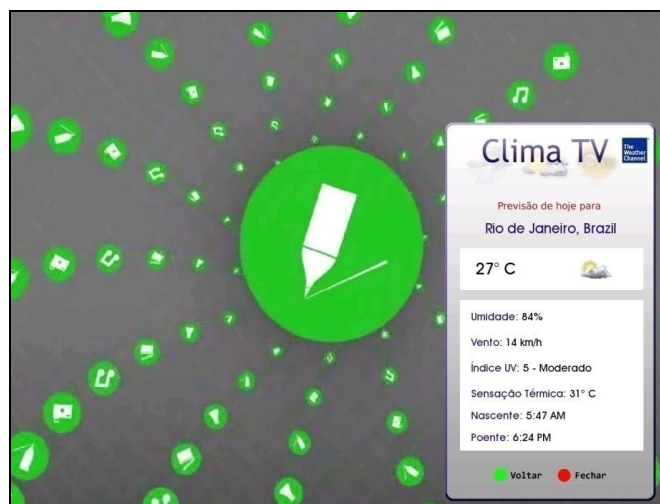 Clima TV
The
Weather
Channel
Previsão de hoje para
Rio de Janeiro, Brazil
27° C
Umidade: 84%
Vento: 14 km/h
Índice UV: 5 - Moderado
Sensação Térmica: 31° C
Nascente: 5:47 AM
Poente: 6:24 PM
Voltar
Fechar